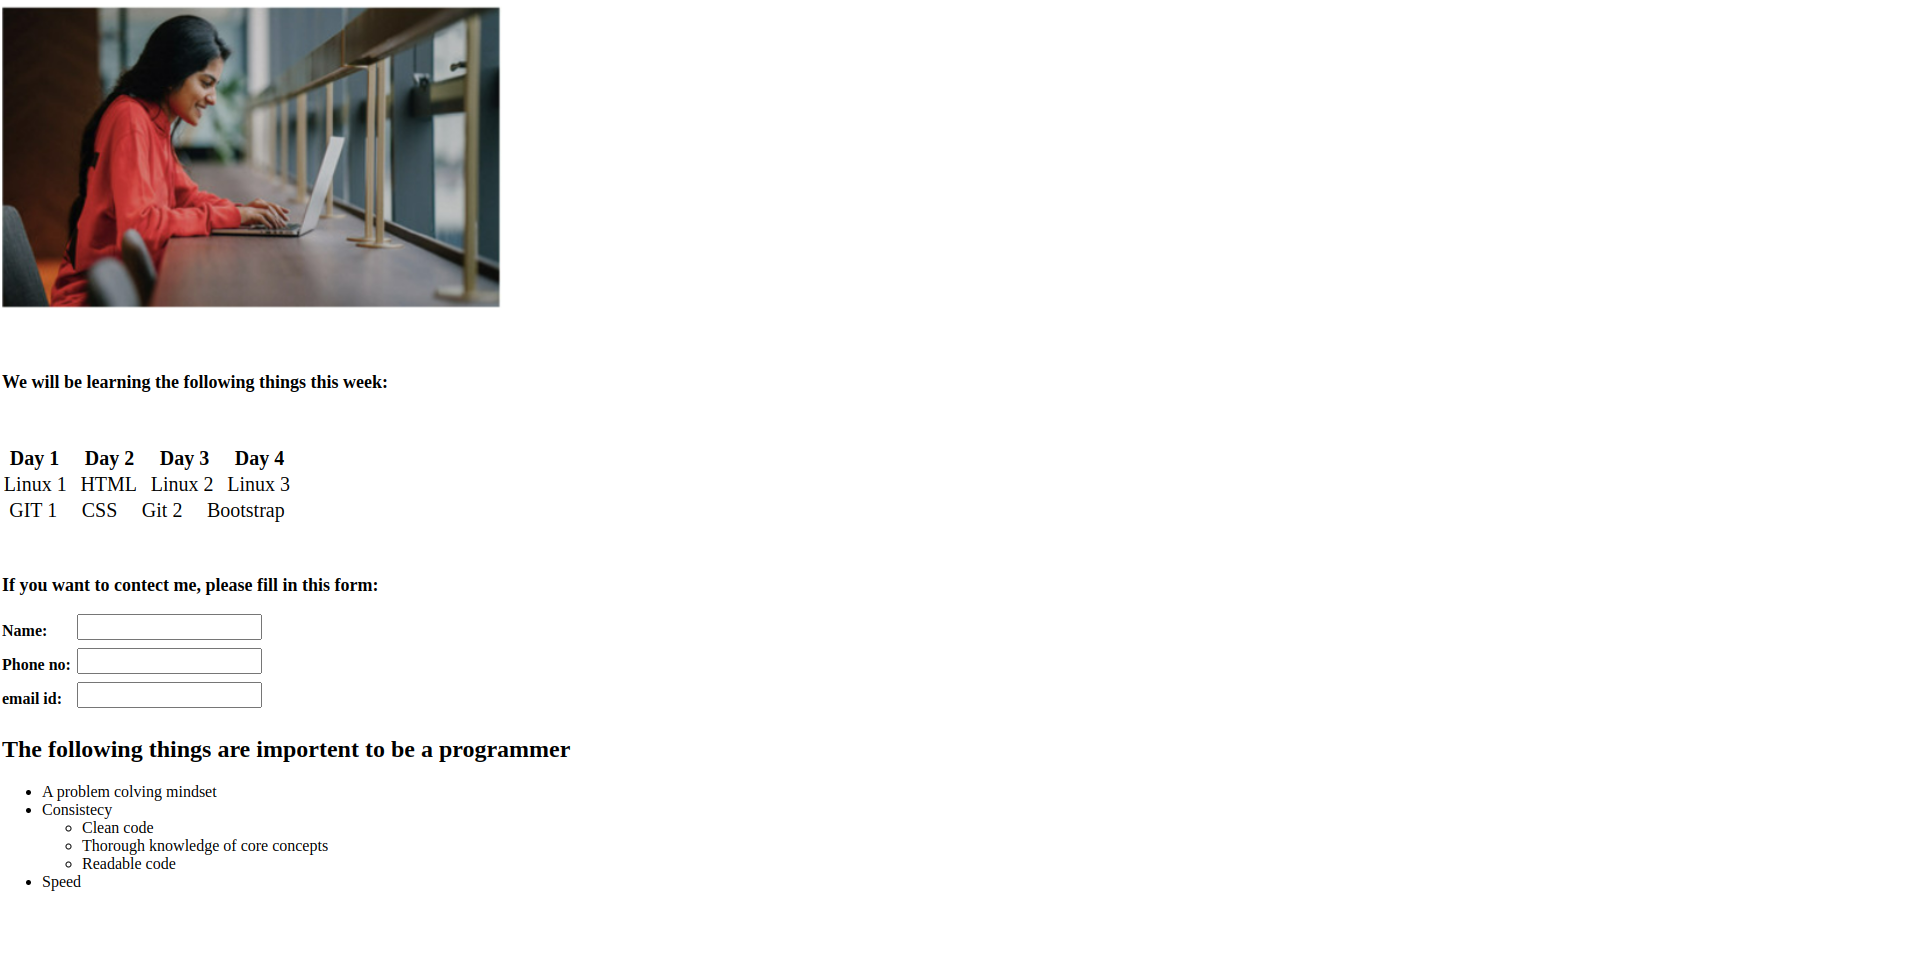 We will be learning the following things this week:
Day 1 Day 2 Day 3 Day 4
Linux 1 HTML Linux 2 Linux 3
GIT 1 CSS Git 2 Bootstrap
If you want to contect me, please fill in this form:
Name:
Phone no:
email id:
The following things are importent to be a programmer
A problem colving mindset
Consistecy
Clean code
Thorough knowledge of core concepts
Readable code
Speed